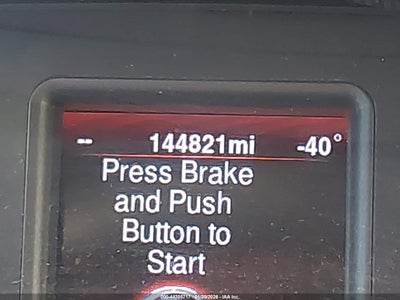 -- 144821mi -40°
Press Brake
and Push
Button to
Start